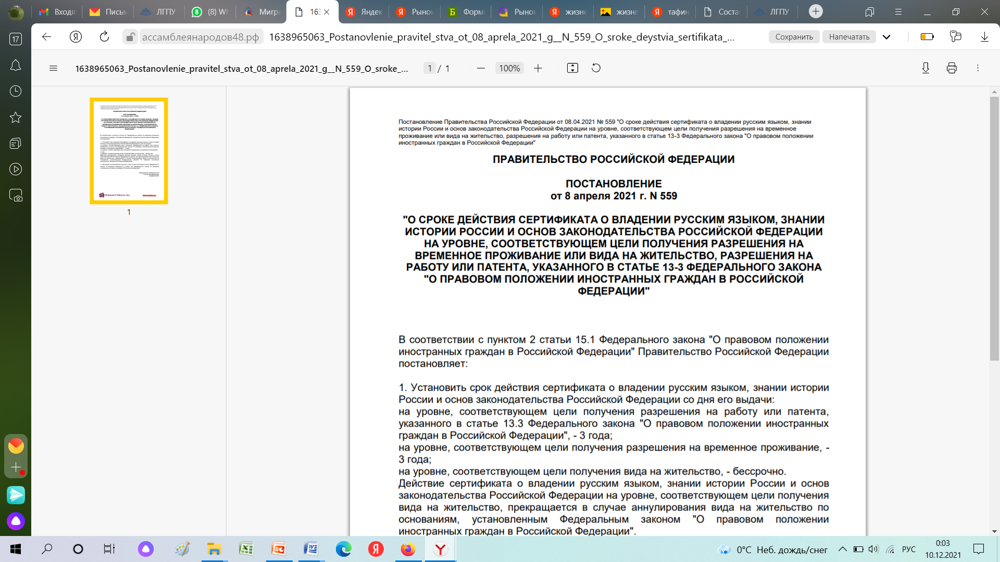 Входя
Письм
ЛГПУ
(8) Wh
Мигра
163
Яндек
Рынок
Форм
Рынок
жизне
жизне
тафин
Соста
ЛГПУ
17
ассамблеянародов48.рф
1638965063_Postanovlenie_pravitel_stva_ot_08_aprela_2021_g__N_559_O_sroke_deystvia_sertifikata_...
Сохранить
Напечатать
1638965063_Postanovlenie_pravitel_stva_ot_08_aprela_2021_g__N_559_O_sroke_...
1 / 1
100%
1
Постановление Правительства Российской Федерации от 08.04.2021 № 559 "О сроке действия сертификата о владении русским языком, знании
истории России и основ законодательства Российской Федерации на уровне, соответствующем цели получения разрешения на временное
проживание или вида на жительство, разрешения на работу или патента, указанного в статье 13-3 Федерального закона "О правовом положении
иностранных граждан в Российской Федерации"
ПРАВИТЕЛЬСТВО РОССИЙСКОЙ ФЕДЕРАЦИИ
ПОСТАНОВЛЕНИЕ
от 8 апреля 2021 г. N 559
"О СРОКЕ ДЕЙСТВИЯ СЕРТИФИКАТА О ВЛАДЕНИИ РУССКИМ ЯЗЫКОМ, ЗНАНИИ
ИСТОРИИ РОССИИ И ОСНОВ ЗАКОНОДАТЕЛЬСТВА РОССИЙСКОЙ ФЕДЕРАЦИИ
НА УРОВНЕ, СООТВЕТСТВУЮЩЕМ ЦЕЛИ ПОЛУЧЕНИЯ РАЗРЕШЕНИЯ НА
ВРЕМЕННОЕ ПРОЖИВАНИЕ ИЛИ ВИДА НА ЖИТЕЛЬСТВО, РАЗРЕШЕНИЯ НА
РАБОТУ ИЛИ ПАТЕНТА, УКАЗАННОГО В СТАТЬЕ 13-3 ФЕДЕРАЛЬНОГО ЗАКОНА
"О ПРАВОВОМ ПОЛОЖЕНИИ ИНОСТРАННЫХ ГРАЖДАН В РОССИЙСКОЙ
ФЕДЕРАЦИИ"
В соответствии с пунктом 2 статьи 15.1 Федерального закона "О правовом положении
иностранных граждан в Российской Федерации" Правительство Российской Федерации
постановляет:
1. Установить срок действия сертификата о владении русским языком, знании истории
России и основ законодательства Российской Федерации со дня его выдачи:
на уровне, соответствующем цели получения разрешения на работу или патента,
указанного в статье 13.3 Федерального закона "О правовом положении иностранных
граждан в Российской Федерации", - 3 года;
на уровне, соответствующем цели получения разрешения на временное проживание, -
3 года;
на уровне, соответствующем цели получения вида на жительство, - бессрочно.
Действие сертификата о владении русским языком, знании истории России и основ
законодательства Российской Федерации на уровне, соответствующем цели получения
вида на жительство, прекращается в случае аннулирования вида на жительство по
основаниям, установленным Федеральным законом "О правовом положении
иностранных граждан в Российской Федерации".
0°C Неб. дождь/снег
РУС
0:03
10.12.2021